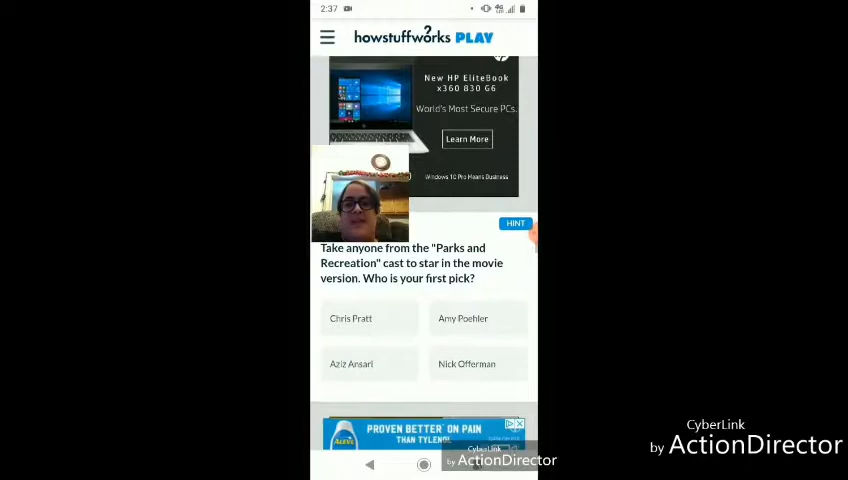 2:37
howstuffworks PLAY
New HP EliteBook
x360 830 G6
World's Most Secure PCs.
Learn More
Windows 10 Pro Means Business
HINT
Take anyone from the "Parks and
Recreation" cast to star in the movie
version. Who is your first pick?
Chris Pratt
Amy Poehler
Aziz Ansari
Nick Offerman
ALEVE
PROVEN BETTER* ON PAIN
THAN TYLENOL
CyberLink
by ActionDirector
CyberLink
by ActionDirector